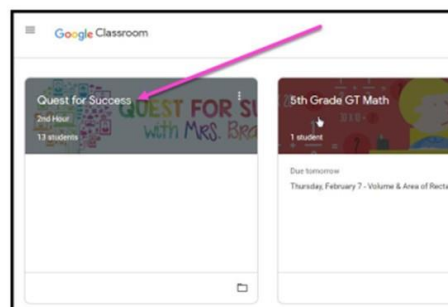 Google Classroom
Quest for Success
2nd Hour
13 students
QUEST FOR SU
with MRS. BRA
5th Grade GT Math
1 student
Due tomorrow
Thursday, February 7 - Volume & Area of Recta